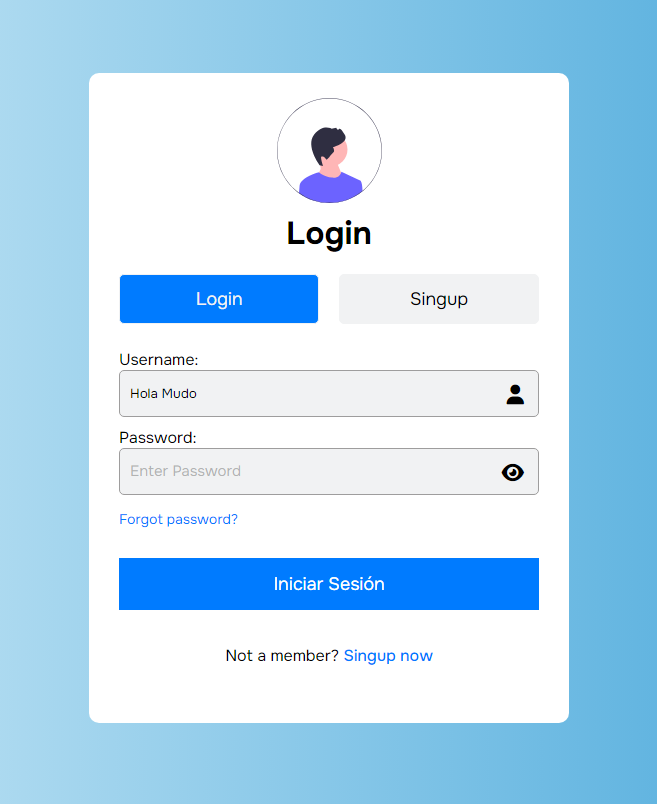 Login
Login Singup
Username:
Hola Mudo
Password:
Enter Password
Forgot password?
Iniciar Sesión
Not a member? Singup now